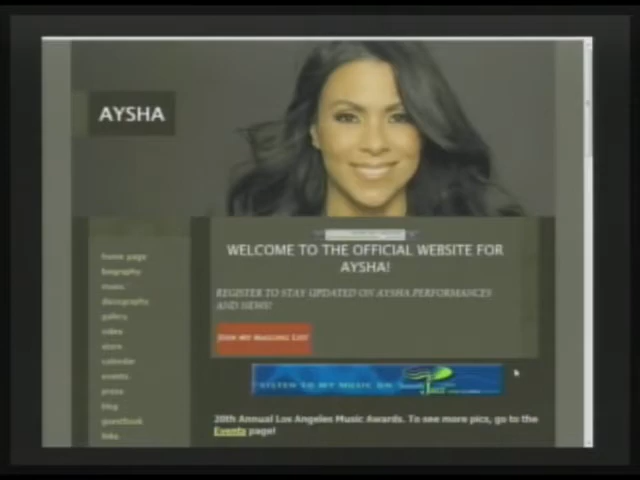 AYSHA
WELCOME TO THE OFFICIAL WEBSITE FOR
AYSHA!
REGISTER TO STAY UPDATED ON AYSHA PERFORMANCES
AND NEWS!
JOIN MY MAILING LIST
LISTEN TO MY MUSIC ON
20th Annual Los Angeles Music Awards. To see more pics, go to the
Events page!
home page
biography
music
discography
gallery
video
store
calendar
events
press
blog
guestbook
links